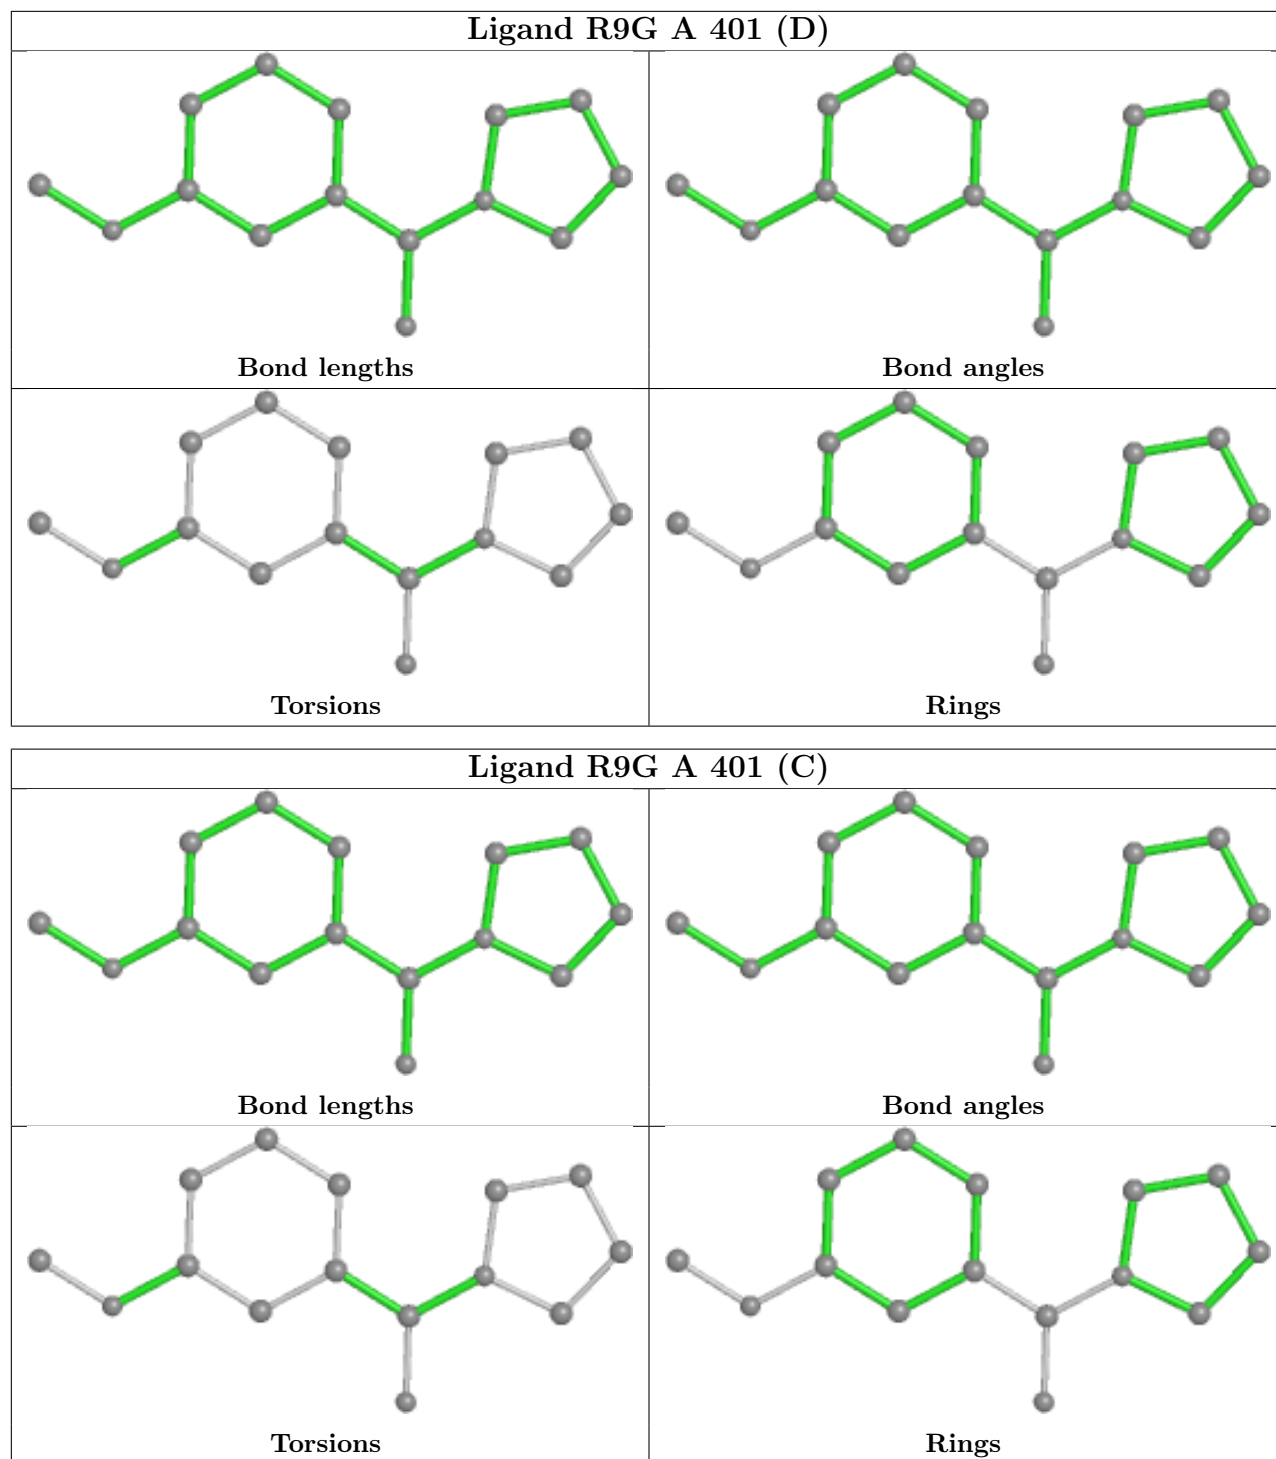 Ligand R9G A 401 (D)
Bond lengths
Bond angles
Torsions
Rings
Ligand R9G A 401 (C)
Bond lengths
Bond angles
Torsions
Rings